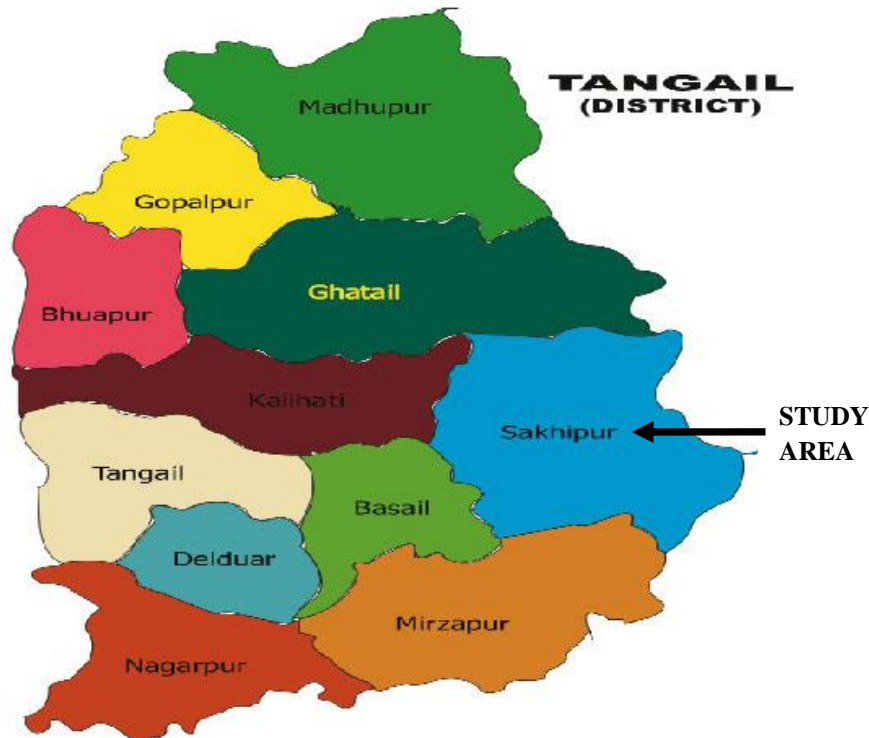 TANGAIL
(DISTRICT)
Madhupur
Gopalpur
Ghatail
Bhuapur
Kalihati
Sakhipur
STUDY
AREA
Tangail
Basail
Delduar
Mirzapur
Nagarpur